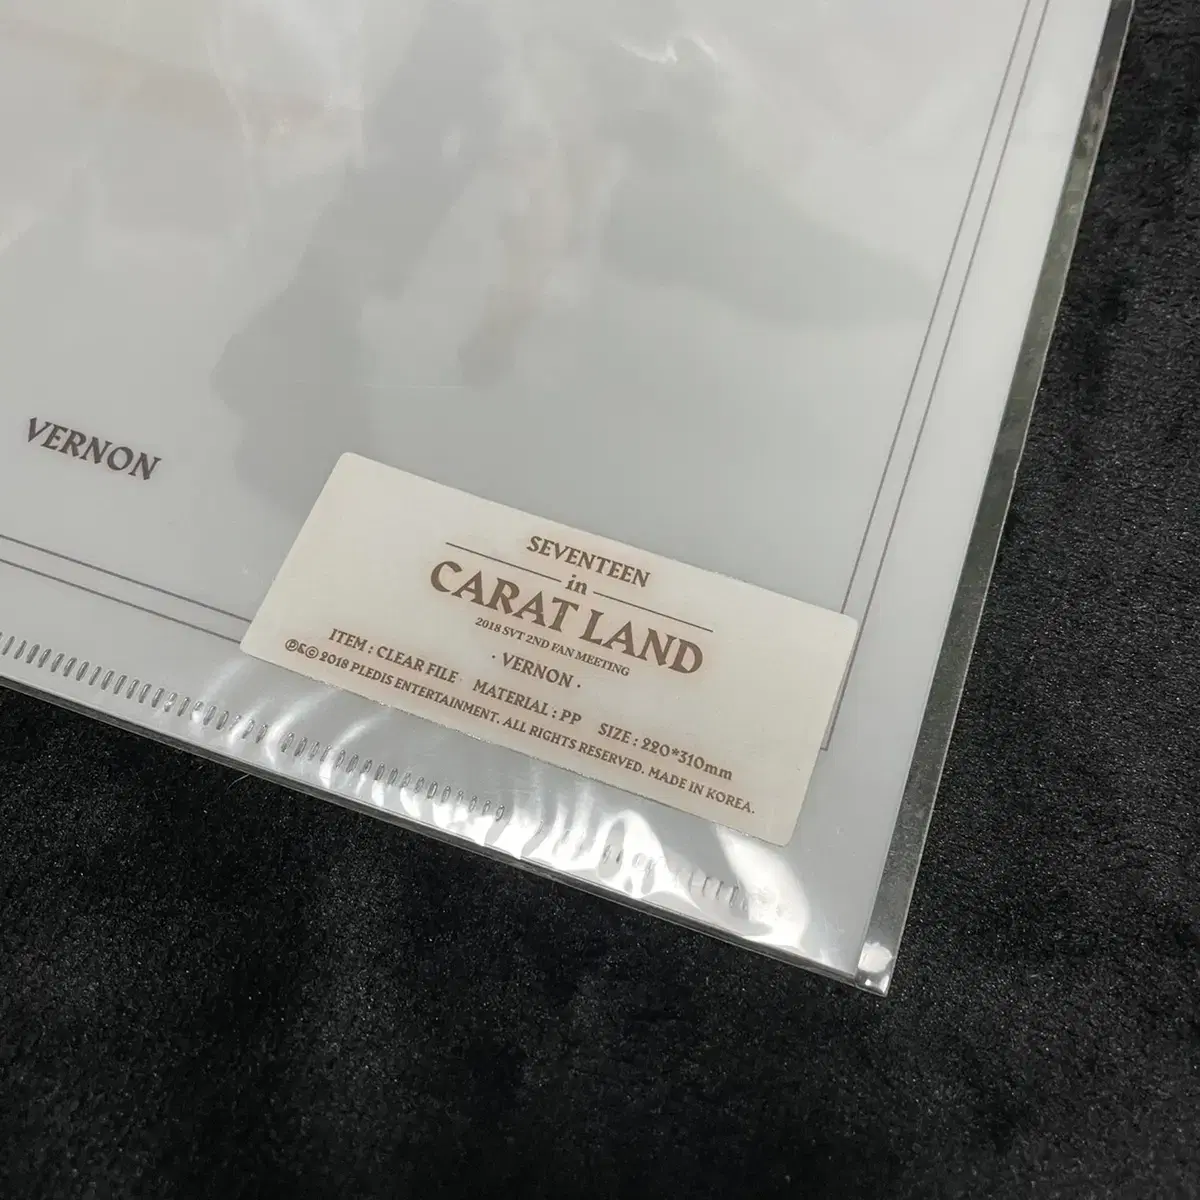 VERNON
SEVENTEEN
in
CARAT LAND
2018 SVT 2ND FAN MEETING
· VERNON ·
ITEM : CLEAR FILE MATERIAL : PP SIZE : 220*310mm
℗&© 2018 PLEDIS ENTERTAINMENT. ALL RIGHTS RESERVED. MADE IN KOREA.